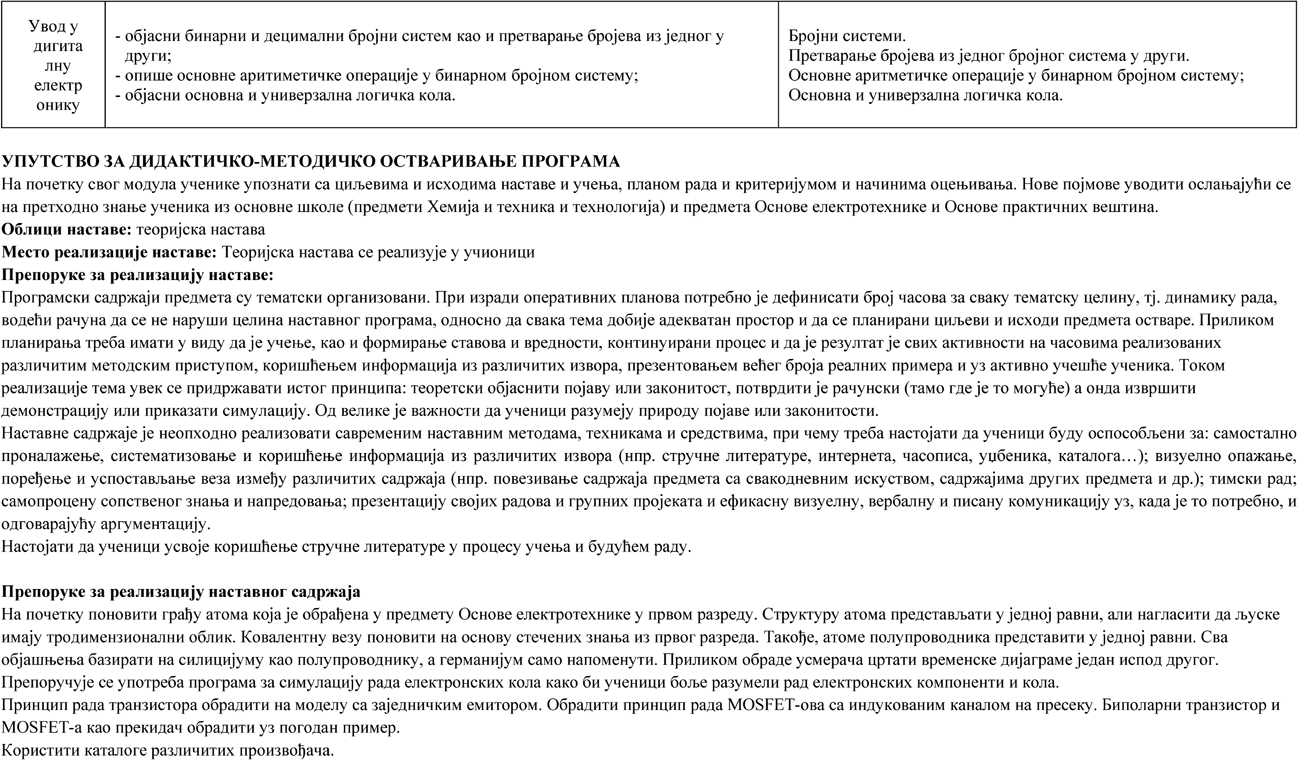 Увод у
дигита
лну
електр
онику
- објасни бинарни и децимални бројни систем као и претварање бројева из једног у
други;
- опише основне аритиметичке операције у бинарном бројном систему;
- објасни основна и универзална логичка кола.
Бројни системи.
Претварање бројева из једног бројног система у други.
Основне аритметичке операције у бинарном бројном систему;
Основна и универзална логичка кола.
УПУТСТВО ЗА ДИДАКТИЧКО-МЕТОДИЧКО ОСТВАРИВАЊЕ ПРОГРАМА
На почетку свог модула ученике упознати са циљевима и исходима наставе и учења, планом рада и критеријумом и начинима оцењивања. Нове појмове уводити ослањајући се
на претходно знање ученика из основне школе (предмети Хемија и техника и технологија) и предмета Основе електротехнике и Основе практичних вештина.
Облици наставе: теоријска настава
Место реализације наставе: Теоријска настава се реализује у учионици
Препоруке за реализацију наставе:
Програмски садржаји предмета су тематски организовани. При изради оперативних планова потребно је дефинисати број часова за сваку тематску целину, тј. динамику рада,
водећи рачуна да се не наруши целина наставног програма, односно да свака тема добије адекватан простор и да се планирани циљеви и исходи предмета остваре. Приликом
планирања треба имати у виду да је учење, као и формирање ставова и вредности, континуирани процес и да је резултат је свих активности на часовима реализованих
различитим методским приступом, коришћењем информација из различитих извора, презентовањем већег броја реалних примера и уз активно учешће ученика. Током
реализације тема увек се придржавати истог принципа: теоретски објаснити појаву или законитост, потврдити је рачунски (тамо где је то могуће) а онда извршити
демонстрацију или приказати симулацију. Од велике је важности да ученици разумеју природу појаве или законитости.
Наставне садржаје је неопходно реализовати савременим наставним методама, техникама и средствима, при чему треба настојати да ученици буду оспособљени за: самостално
проналажење, систематизовање и коришћење информација из различитих извора (нпр. стручне литературе, интернета, часописа, уџбеника, каталога…); визуелно опажање,
поређење и успостављање веза између различитих садржаја (нпр. повезивање садржаја предмета са свакодневним искуством, садржајима других предмета и др.); тимски рад;
самопроцену сопственог знања и напредовања; презентацију својих радова и групних пројеката и ефикасну визуелну, вербалну и писану комуникацију уз, када је то потребно, и
одговарајућу аргументацију.
Настојати да ученици усвоје коришћење стручне литературе у процесу учења и будућем раду.
Препоруке за реализацију наставног садржаја
На почетку поновити грађу атома која је обрађена у предмету Основе електротехнике у првом разреду. Структуру атома представљати у једној равни, али нагласити да љуске
имају тродимензионални облик. Ковалентну везу поновити на основу стечених знања из првог разреда. Такође, атоме полупроводника представити у једној равни. Сва
објашњења базирати на силицијуму као полупроводнику, а германијум само напоменути. Приликом обраде усмерача цртати временске дијаграме један испод другог.
Препоручује се употреба програма за симулацију рада електронских кола како би ученици боље разумели рад електронских компоненти и кола.
Принцип рада транзистора обрадити на моделу са заједничким емитором. Обрадити принцип рада MOSFET-ова са индукованим каналом на пресеку. Биполарни транзистор и
MOSFET-а као прекидач обрадити уз погодан пример.
Користити каталоге различитих произвођача.